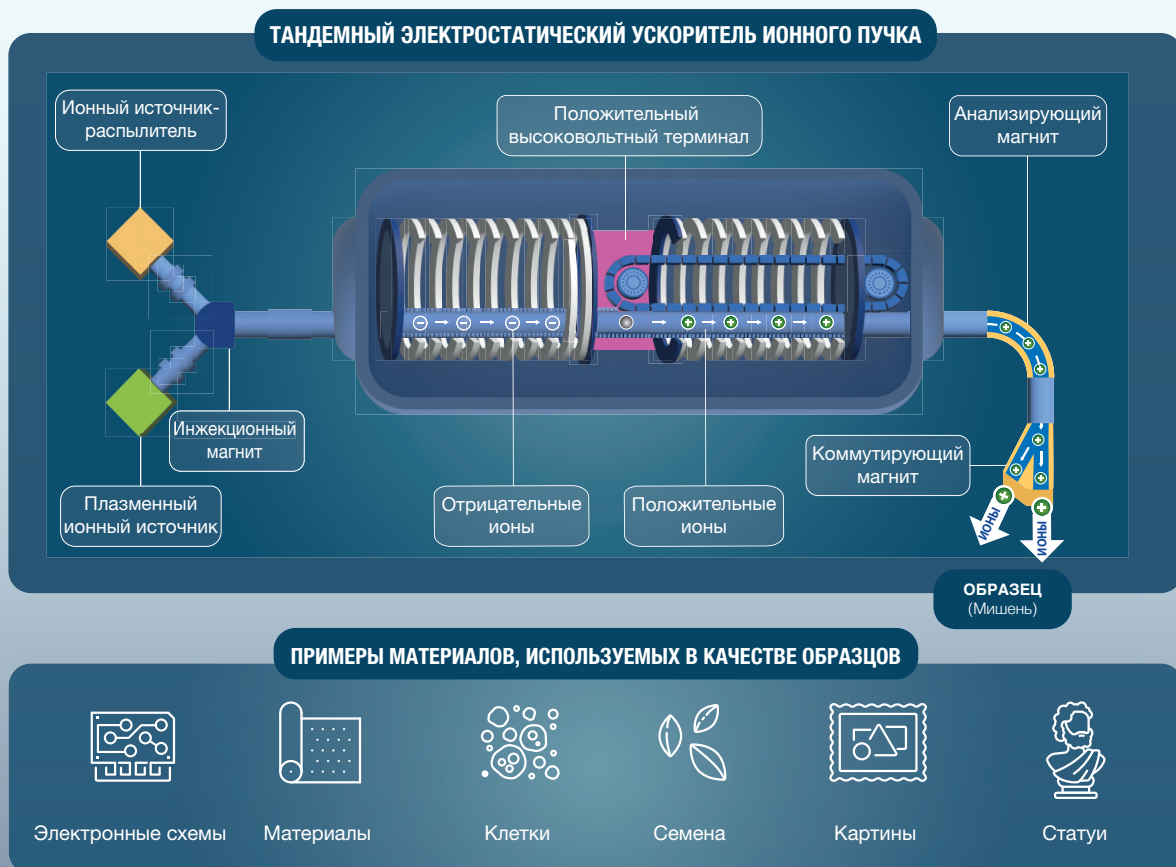 ТАНДЕМНЫЙ ЭЛЕКТРОСТАТИЧЕСКИЙ УСКОРИТЕЛЬ ИОННОГО ПУЧКА
Ионный источник-
распылитель
Положительный
высоковольтный терминал
Анализирующий
магнит
Инжекционный
магнит
Коммутирующий
магнит
Плазменный
ионный источник
Отрицательные
ионы
Положительные
ионы
ИОНЫ
ИОНЫ
ОБРАЗЕЦ
(Мишень)
ПРИМЕРЫ МАТЕРИАЛОВ, ИСПОЛЬЗУЕМЫХ В КАЧЕСТВЕ ОБРАЗЦОВ
Электронные схемы
Материалы
Клетки
Семена
Картины
Статуи